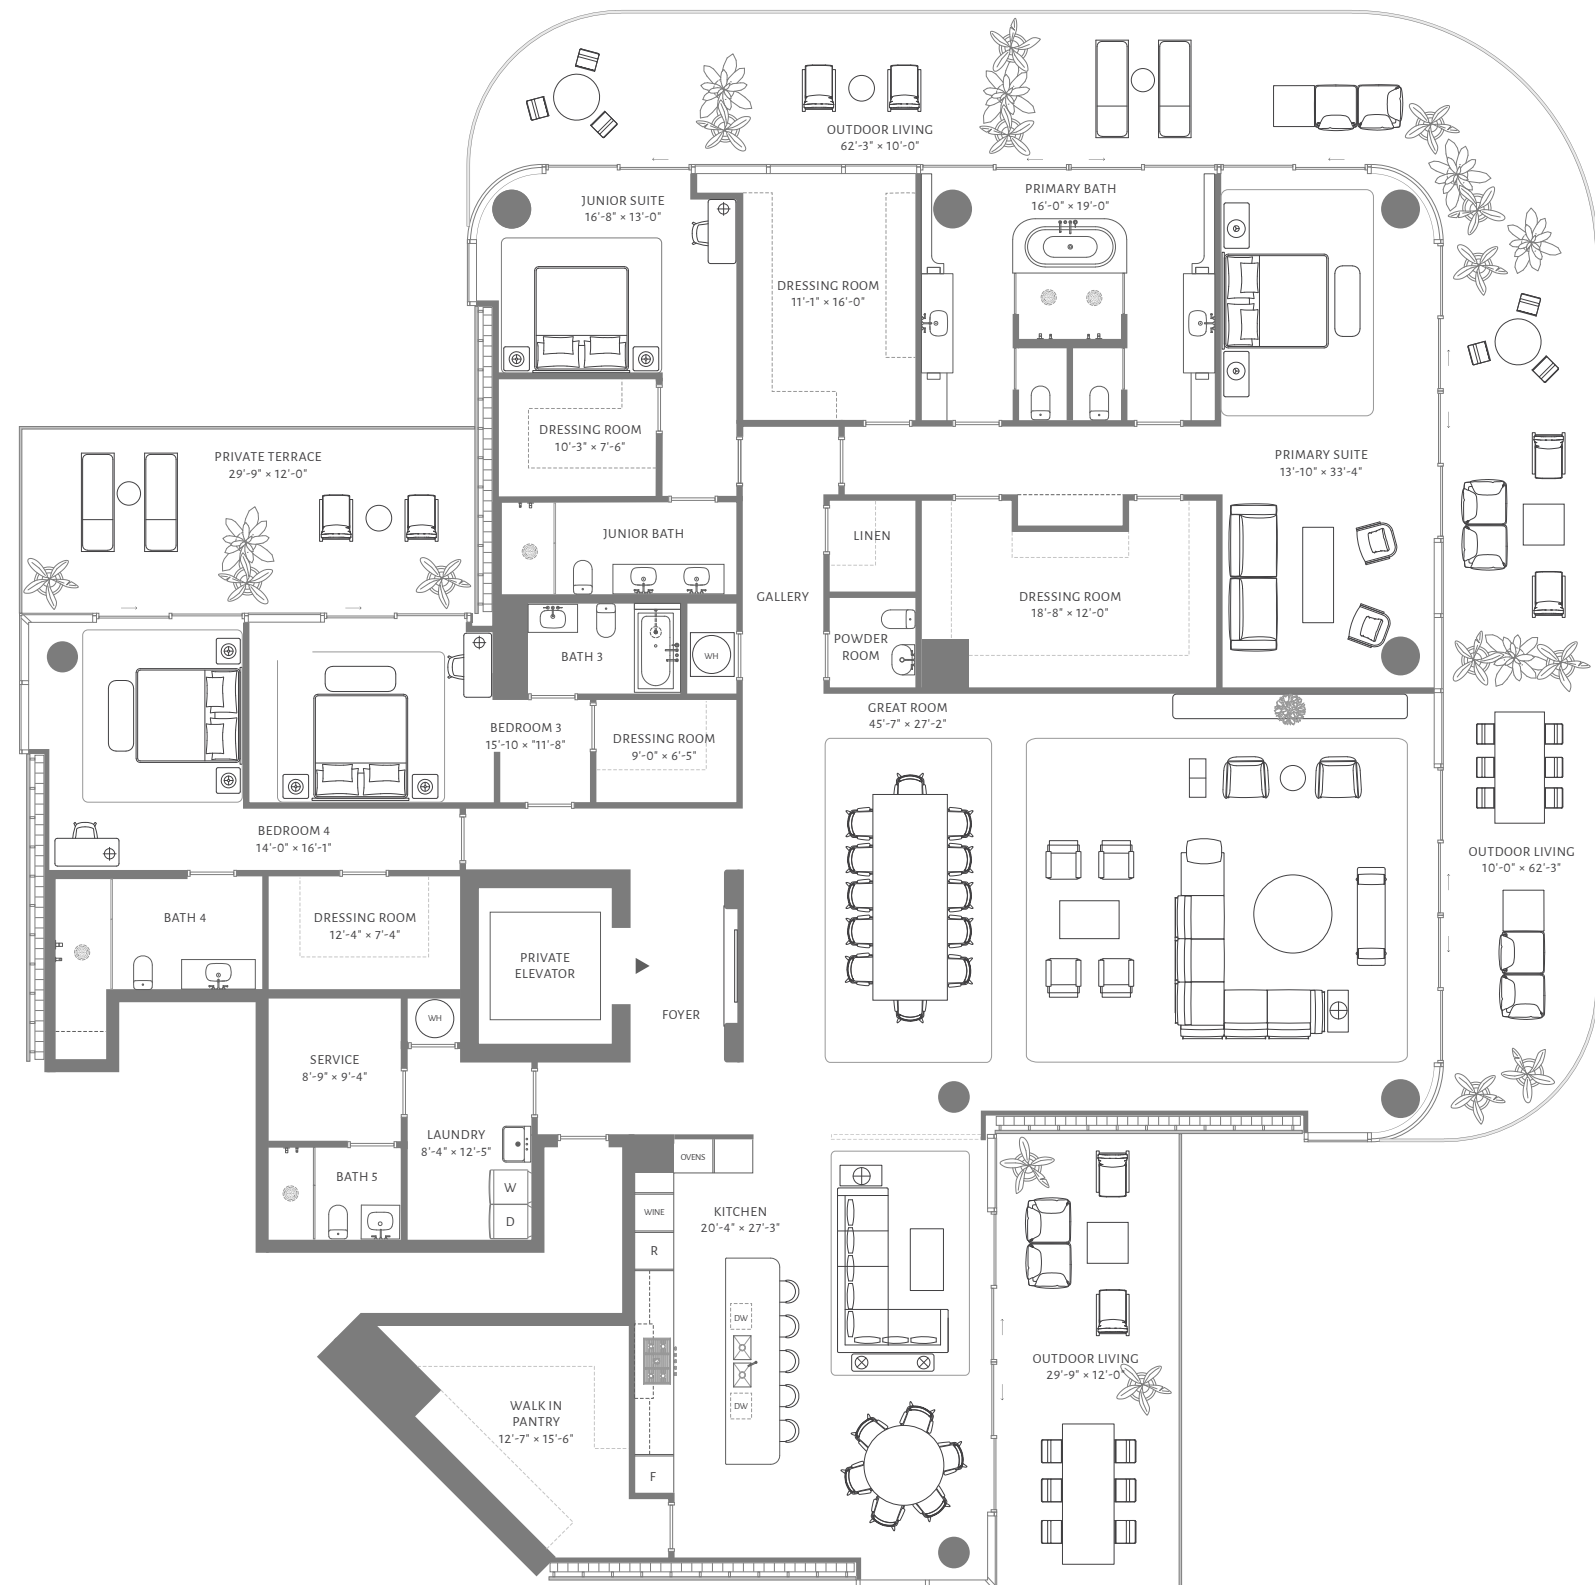 OUTDOOR LIVING
62'-3" × 10'-0"
JUNIOR SUITE
16'-8" × 13'-0"
PRIMARY BATH
16'-0" × 19'-0"
DRESSING ROOM
11'-1" × 16'-0"
DRESSING ROOM
10'-3" × 7'-6"
PRIVATE TERRACE
29'-9" × 12'-0"
PRIMARY SUITE
13'-10" × 33'-4"
JUNIOR BATH
LINEN
GALLERY
DRESSING ROOM
18'-8" × 12'-0"
POWDER
ROOM
BATH 3
WH
GREAT ROOM
45'-7" × 27'-2"
BEDROOM 3
15'-10 × "11'-8"
DRESSING ROOM
9'-0" × 6'-5"
BEDROOM 4
14'-0" × 16'-1"
OUTDOOR LIVING
10'-0" × 62'-3"
BATH 4
DRESSING ROOM
12'-4" × 7'-4"
PRIVATE
ELEVATOR
FOYER
WH
SERVICE
8'-9" × 9'-4"
LAUNDRY
8'-4" × 12'-5"
OVENS
BATH 5
W
D
WINE
KITCHEN
20'-4" × 27'-3"
R
DW
OUTDOOR LIVING
29'-9" × 12'-0"
WALK IN
PANTRY
12'-7" × 15'-6"
DW
F